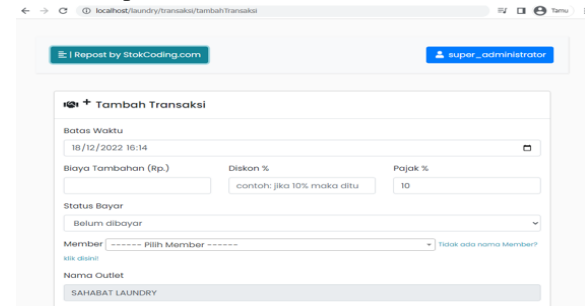 localhost/laundry/transaksi/tambahTransaksi
Tamu
| Repost by StokCoding.com
super_administrator
+ Tambah Transaksi
Batas Waktu
18/12/2022 16:14
Biaya Tambahan (Rp.) Diskon % Pajak %
contoh: jika 10% maka ditu 10
Status Bayar
Belum dibayar
Member ------ Pilih Member ------ Tidak ada nama Member?
klik disini!
Nama Outlet
SAHABAT LAUNDRY